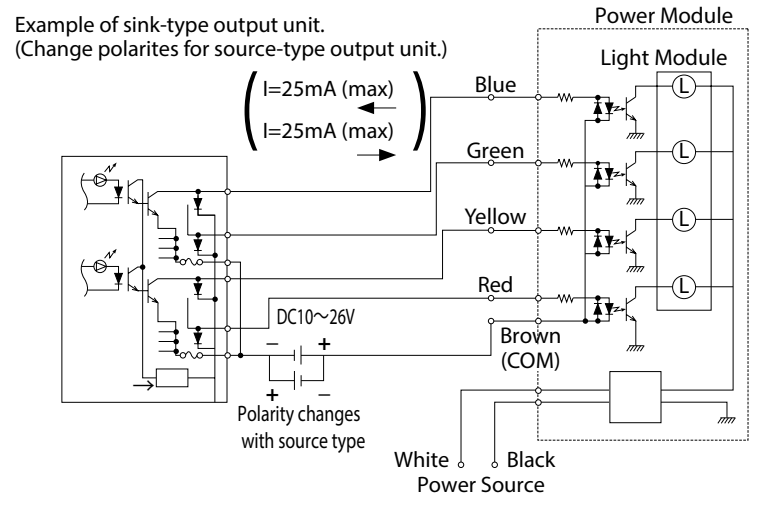 Example of sink-type output unit.
(Change polarites for source-type output unit.)
Power Module
Light Module
I=25mA (max)
I=25mA (max)
Blue
L
Green
L
Yellow
L
Red
L
DC10～26V
− +
Brown
(COM)
+ −
Polarity changes
with source type
White Black
Power Source